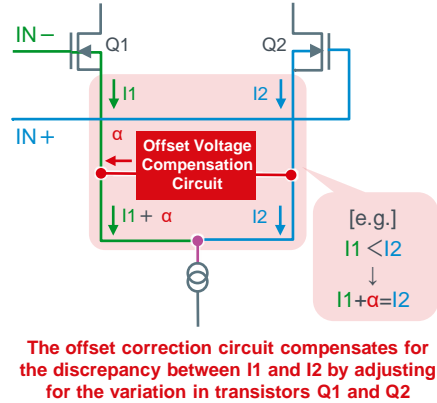 IN−
Q1
Q2
I1
I2
IN+
α
Offset Voltage
Compensation
Circuit
I1+ α
I2
[e.g.]
I1 <I2
↓
I1+α=I2
The offset correction circuit compensates for
the discrepancy between I1 and I2 by adjusting
for the variation in transistors Q1 and Q2